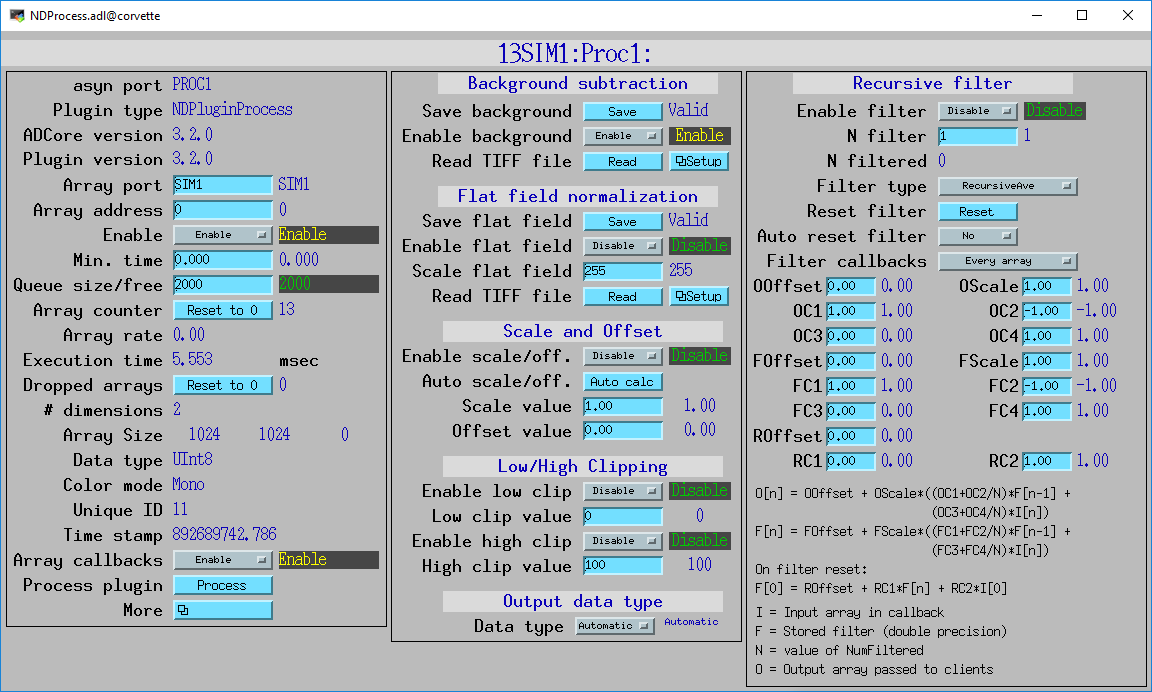 NDProcess.adl@corvette
13SIM1:Proc1:
asyn port PROC1
Plugin type NDPluginProcess
ADCore version 3.2.0
Plugin version 3.2.0
Array port SIM1 SIM1
Array address 0 0
Enable Enable Enable
Min. time 0.000 0.000
Queue size/free 2000 2000
Array counter Reset to 0 13
Array rate 0.00
Execution time 5.553 msec
Dropped arrays Reset to 0 0
# dimensions 2
Array Size 1024 1024 0
Data type UInt8
Color mode Mono
Unique ID 11
Time stamp 892689742.786
Array callbacks Enable Enable
Process plugin Process
More
Background subtraction
Save background Save Valid
Enable background Enable Enable
Read TIFF file Read Setup
Flat field normalization
Save flat field Save Valid
Enable flat field Disable Disable
Scale flat field 255 255
Read TIFF file Read Setup
Scale and Offset
Enable scale/off. Disable Disable
Auto scale/off. Auto calc
Scale value 1.00 1.00
Offset value 0.00 0.00
Low/High Clipping
Enable low clip Disable Disable
Low clip value 0 0
Enable high clip Disable Disable
High clip value 100 100
Output data type
Data type Automatic Automatic
Recursive filter
Enable filter Disable Disable
N filter 1 1
N filtered 0
Filter type RecursiveAve
Reset filter Reset
Auto reset filter No
Filter callbacks Every array
OOffset 0.00 0.00 OScale 1.00 1.00
OC1 1.00 1.00 OC2 -1.00 -1.00
OC3 0.00 0.00 OC4 1.00 1.00
FOffset 0.00 0.00 FScale 1.00 1.00
FC1 1.00 1.00 FC2 -1.00 -1.00
FC3 0.00 0.00 FC4 1.00 1.00
ROffset 0.00 0.00
RC1 0.00 0.00 RC2 1.00 1.00
O[n] = OOffset + OScale*((OC1+OC2/N)*F[n-1] +
(OC3+OC4/N)*I[n])
F[n] = FOffset + FScale*((FC1+FC2/N)*F[n-1] +
(FC3+FC4/N)*I[n])
On filter reset:
F[0] = ROffset + RC1*F[n] + RC2*I[0]
I = Input array in callback
F = Stored filter (double precision)
N = value of NumFiltered
O = Output array passed to clients